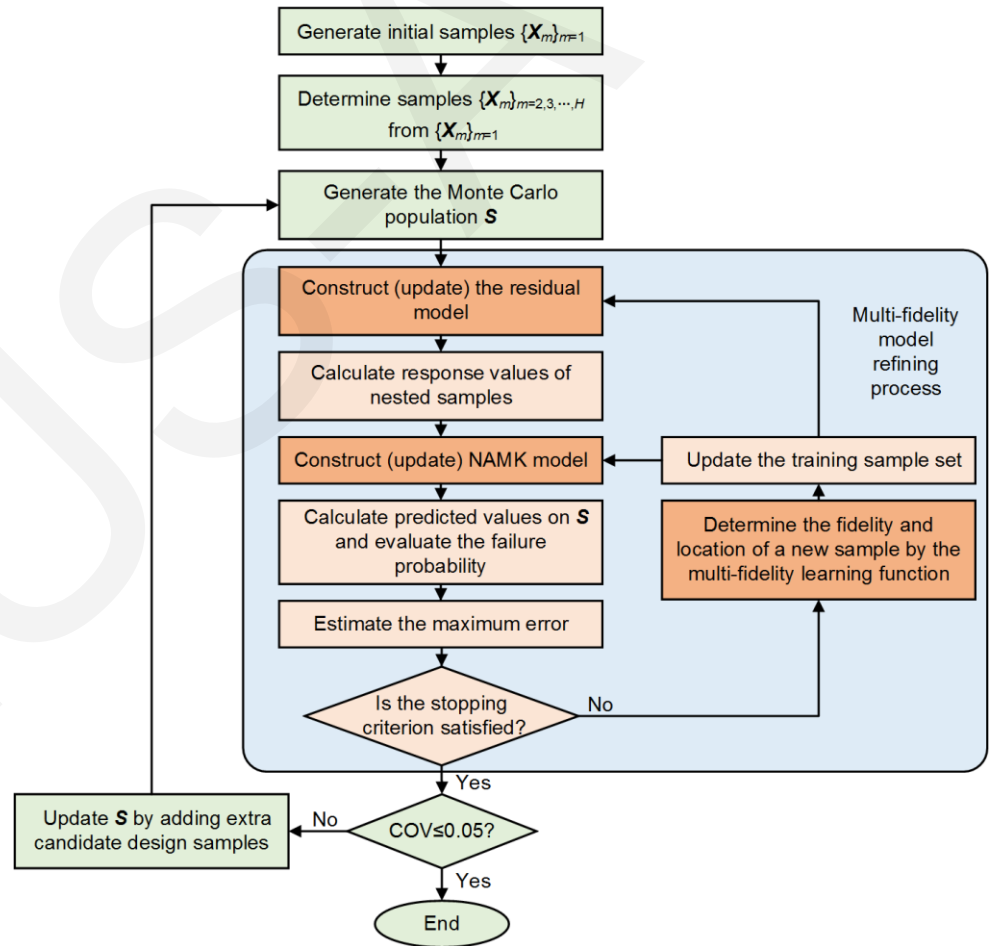 Generate initial samples {Xₘ}ₘ₌₁
Determine samples {Xₘ}ₘ₌₂,₃,…,H
from {Xₘ}ₘ₌₁
Generate the Monte Carlo
population S
Construct (update) the residual
model
Multi-fidelity
model
refining
process
Calculate response values of
nested samples
Construct (update) NAMK model
Update the training sample set
Calculate predicted values on S
and evaluate the failure
probability
Determine the fidelity and
location of a new sample by the
multi-fidelity learning function
Estimate the maximum error
Is the stopping
criterion satisfied?
No
Yes
Update S by adding extra
candidate design samples
No
COV≤0.05?
Yes
End